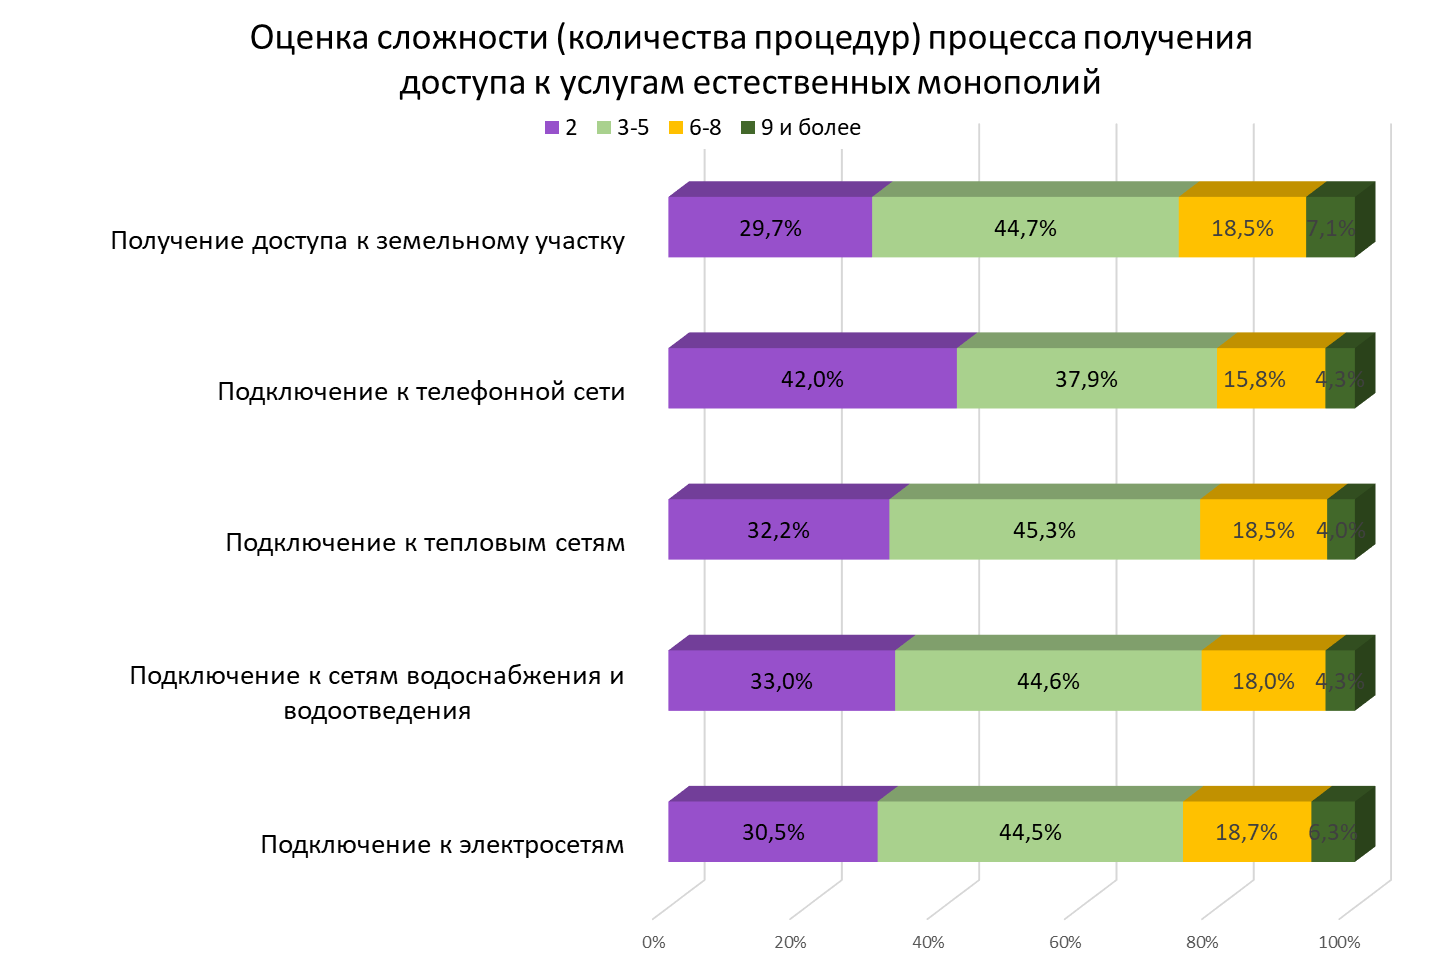 Оценка сложности (количества процедур) процесса получения
доступа к услугам естественных монополий
2 3-5 6-8 9 и более
Получение доступа к земельному участку 29,7% 44,7% 18,5% 7,1%
Подключение к телефонной сети 42,0% 37,9% 15,8% 4,3%
Подключение к тепловым сетям 32,2% 45,3% 18,5% 4,0%
Подключение к сетям водоснабжения и
водоотведения 33,0% 44,6% 18,0% 4,3%
Подключение к электросетям 30,5% 44,5% 18,7% 6,3%
0% 20% 40% 60% 80% 100%